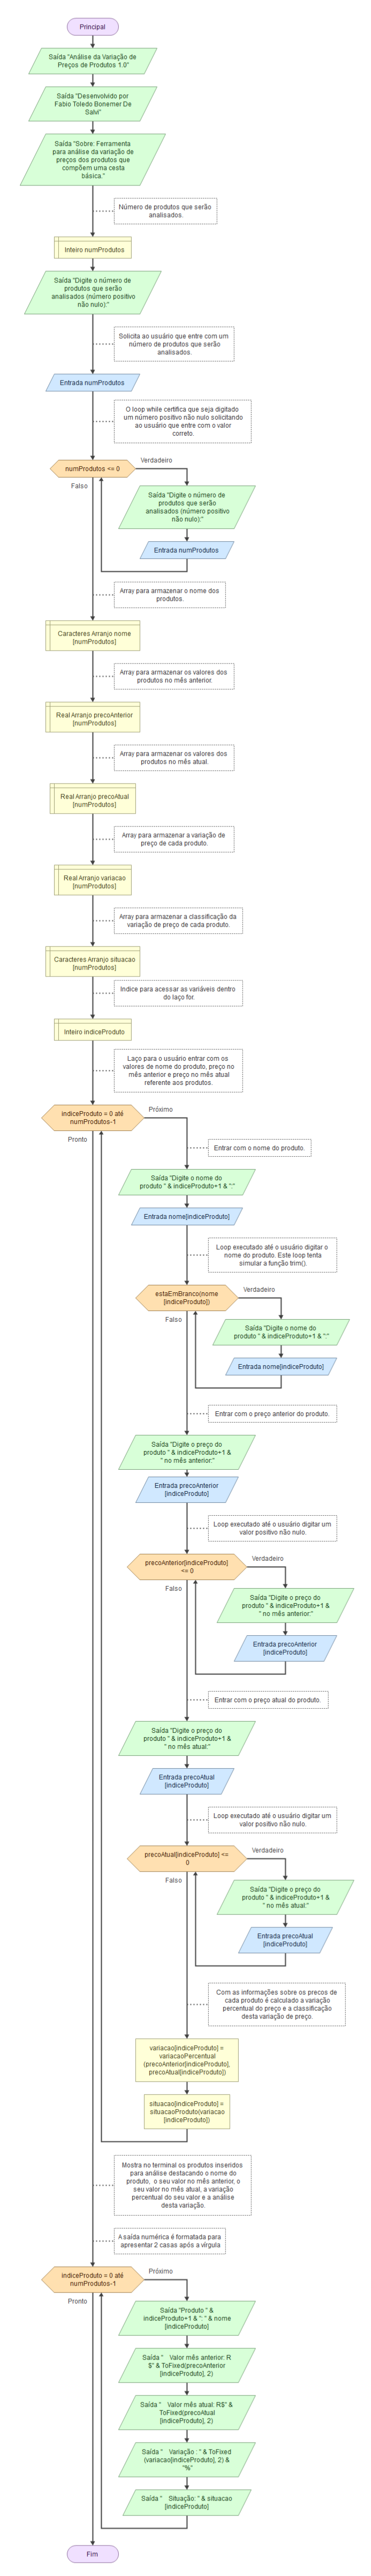 Principal
Saída "Análise da Variação de
Preços de Produtos 1.0"
Saída "Desenvolvido por
Fabio Toledo Bonemer De
Salvi"
Saída "Sobre: Ferramenta
para análise da variação de
preços dos produtos que
compõem uma cesta
básica."
Número de produtos que serão
analisados.
Inteiro numProdutos
Saída "Digite o número de
produtos que serão
analisados (número positivo
não nulo):"
Solicita ao usuário que entre com um
número de produtos que serão
analisados.
Entrada numProdutos
O loop while certifica que seja digitado
um número positivo não nulo solicitando
ao usuário que entre com o valor
correto.
numProdutos <= 0
Verdadeiro
Falso
Saída "Digite o número de
produtos que serão
analisados (número positivo
não nulo):"
Entrada numProdutos
Array para armazenar o nome dos
produtos.
Caracteres Arranjo nome
[numProdutos]
Array para armazenar os valores dos
produtos no mês anterior.
Real Arranjo precoAnterior
[numProdutos]
Array para armazenar os valores dos
produtos no mês atual.
Real Arranjo precoAtual
[numProdutos]
Array para armazenar a variação de
preço de cada produto.
Real Arranjo variacao
[numProdutos]
Array para armazenar a classificação da
variação de preço de cada produto.
Caracteres Arranjo situacao
[numProdutos]
Indice para acessar as variáveis dentro
do laço for.
Inteiro indiceProduto
Laço para o usuário entrar com os
valores de nome do produto, preço no
mês anterior e preço no mês atual
referente aos produtos.
indiceProduto = 0 até
numProdutos-1
Próximo
Pronto
Entrar com o nome do produto.
Saída "Digite o nome do
produto " & indiceProduto+1 & ":"
Entrada nome[indiceProduto]
Loop executado até o usuário digitar o
nome do produto. Este loop tenta
simular a função trim().
estaEmBranco(nome
[indiceProduto])
Verdadeiro
Falso
Saída "Digite o nome do
produto " & indiceProduto+1 & ":"
Entrada nome[indiceProduto]
Entrar com o preço anterior do produto.
Saída "Digite o preço do
produto " & indiceProduto+1 &
" no mês anterior:"
Entrada precoAnterior
[indiceProduto]
Loop executado até o usuário digitar um
valor positivo não nulo.
precoAnterior[indiceProduto]
<= 0
Verdadeiro
Falso
Saída "Digite o preço do
produto " & indiceProduto+1 &
" no mês anterior:"
Entrada precoAnterior
[indiceProduto]
Entrar com o preço atual do produto.
Saída "Digite o preço do
produto " & indiceProduto+1 &
" no mês atual:"
Entrada precoAtual
[indiceProduto]
Loop executado até o usuário digitar um
valor positivo não nulo.
precoAtual[indiceProduto] <=
0
Verdadeiro
Falso
Saída "Digite o preço do
produto " & indiceProduto+1 &
" no mês atual:"
Entrada precoAtual
[indiceProduto]
Com as informações sobre os precos de
cada produto é calculado a variação
percentual do preço e a classificação
desta variação de preço.
variacao[indiceProduto] =
variacaoPercentual
(precoAnterior[indiceProduto],
precoAtual[indiceProduto])
situacao[indiceProduto] =
situacaoProduto(variacao
[indiceProduto])
Mostra no terminal os produtos inseridos
para análise destacando o nome do
produto, o seu valor no mês anterior, o
seu valor no mês atual, a variação
percentual do seu valor e a análise
desta variação.
A saída numérica é formatada para
apresentar 2 casas após a vírgula
indiceProduto = 0 até
numProdutos-1
Próximo
Pronto
Saída "Produto " &
indiceProduto+1 & ": " & nome
[indiceProduto]
Saída "    Valor mês anterior: R
$" & ToFixed(precoAnterior
[indiceProduto], 2)
Saída "    Valor mês atual: R$" &
ToFixed(precoAtual
[indiceProduto], 2)
Saída "    Variação : " & ToFixed
(variacao[indiceProduto], 2) &
"%"
Saída "    Situação: " & situacao
[indiceProduto]
Fim